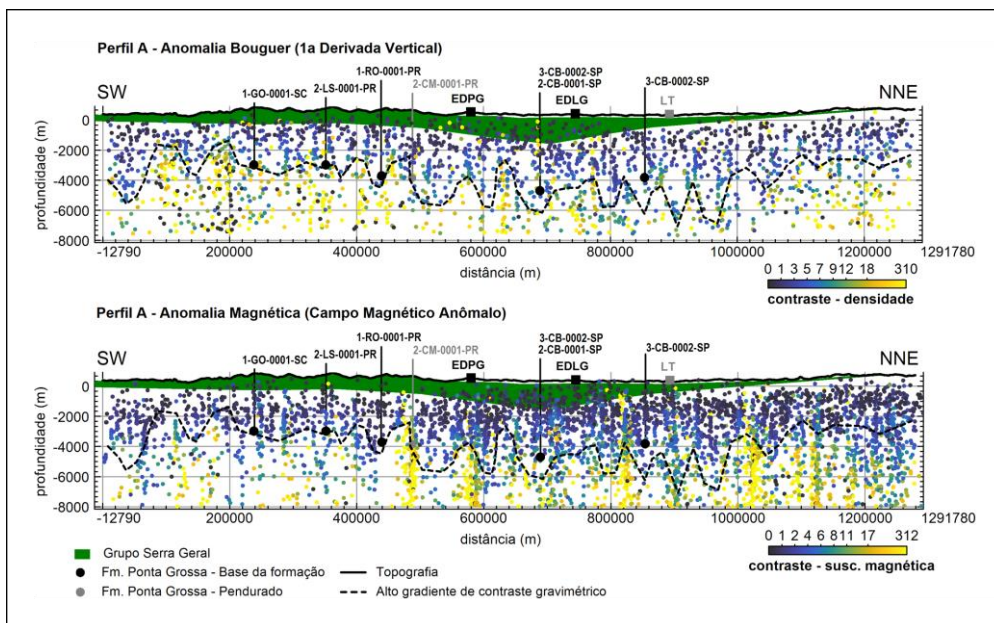 Perfil A - Anomalia Bouguer (1a Derivada Vertical)
1-RO-0001-PR
3-CB-0002-SP
SW
2-LS-0001-PR
2-CM-0001-PR
2-CB-0001-SP
3-CB-0002-SP
NNE
1-GO-0001-SC
EDPG
EDLG
LT
profundidade (m)
0
-2000
-4000
-6000
-8000
-12790 200000 400000 600000 800000 1000000 1200000 1291780
distância (m)
0 1 3 5 7 9 12 18 310
contraste - densidade
Perfil A - Anomalia Magnética (Campo Magnético Anômalo)
1-RO-0001-PR
3-CB-0002-SP
SW
2-LS-0001-PR
2-CM-0001-PR
2-CB-0001-SP
3-CB-0002-SP
NNE
1-GO-0001-SC
EDPG
EDLG
LT
profundidade (m)
0
-2000
-4000
-6000
-8000
-12790 200000 400000 600000 800000 1000000 1200000 1291780
distância (m)
0 1 2 4 6 8 11 17 312
contraste - susc. magnética
Grupo Serra Geral
Fm. Ponta Grossa - Base da formação
Topografia
Fm. Ponta Grossa - Pendurado
Alto gradiente de contraste gravimétrico